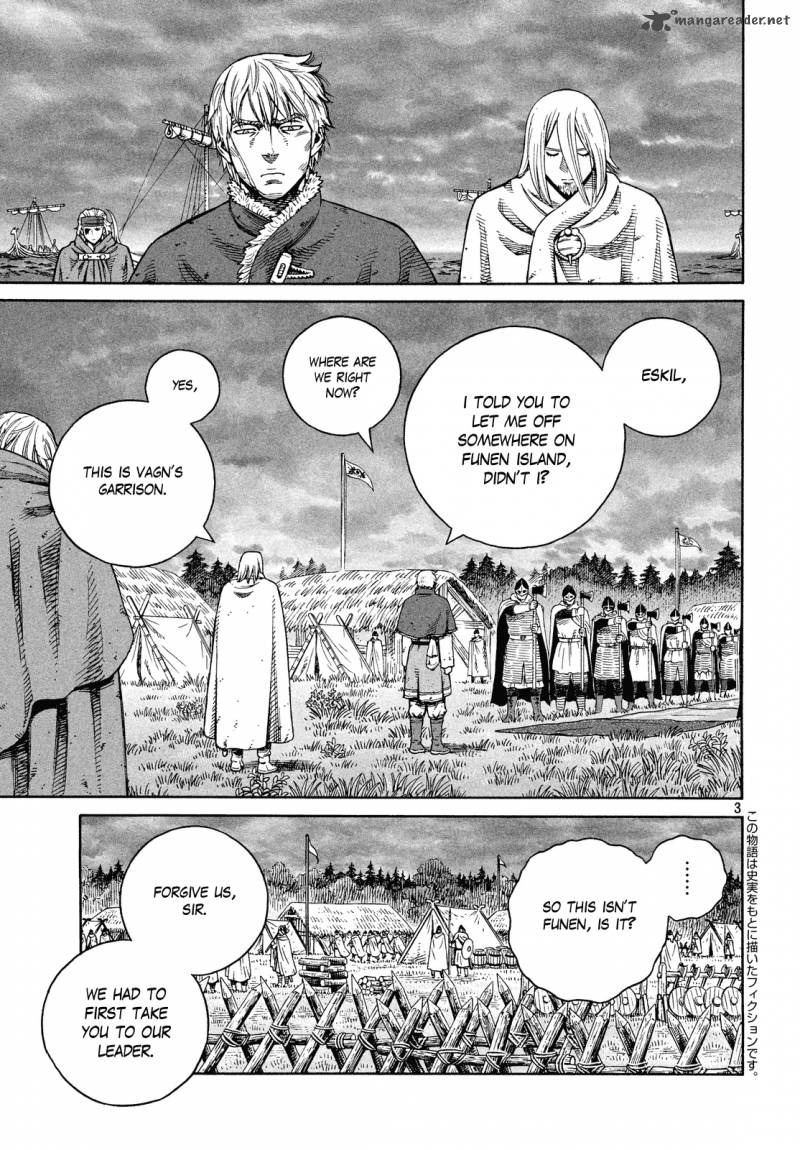 mangareader.net
ESKIL,
I TOLD YOU TO
LET ME OFF
SOMEWHERE ON
FUNEN ISLAND,
DIDN'T I?
WHERE ARE
WE RIGHT
NOW?
YES,
THIS IS VAGN'S
GARRISON.
3
......
SO THIS ISN'T
FUNEN, IS IT?
FORGIVE US,
SIR.
WE HAD TO
FIRST TAKE
YOU TO OUR
LEADER.
この物語は史実をもとに描いたフィクションです。